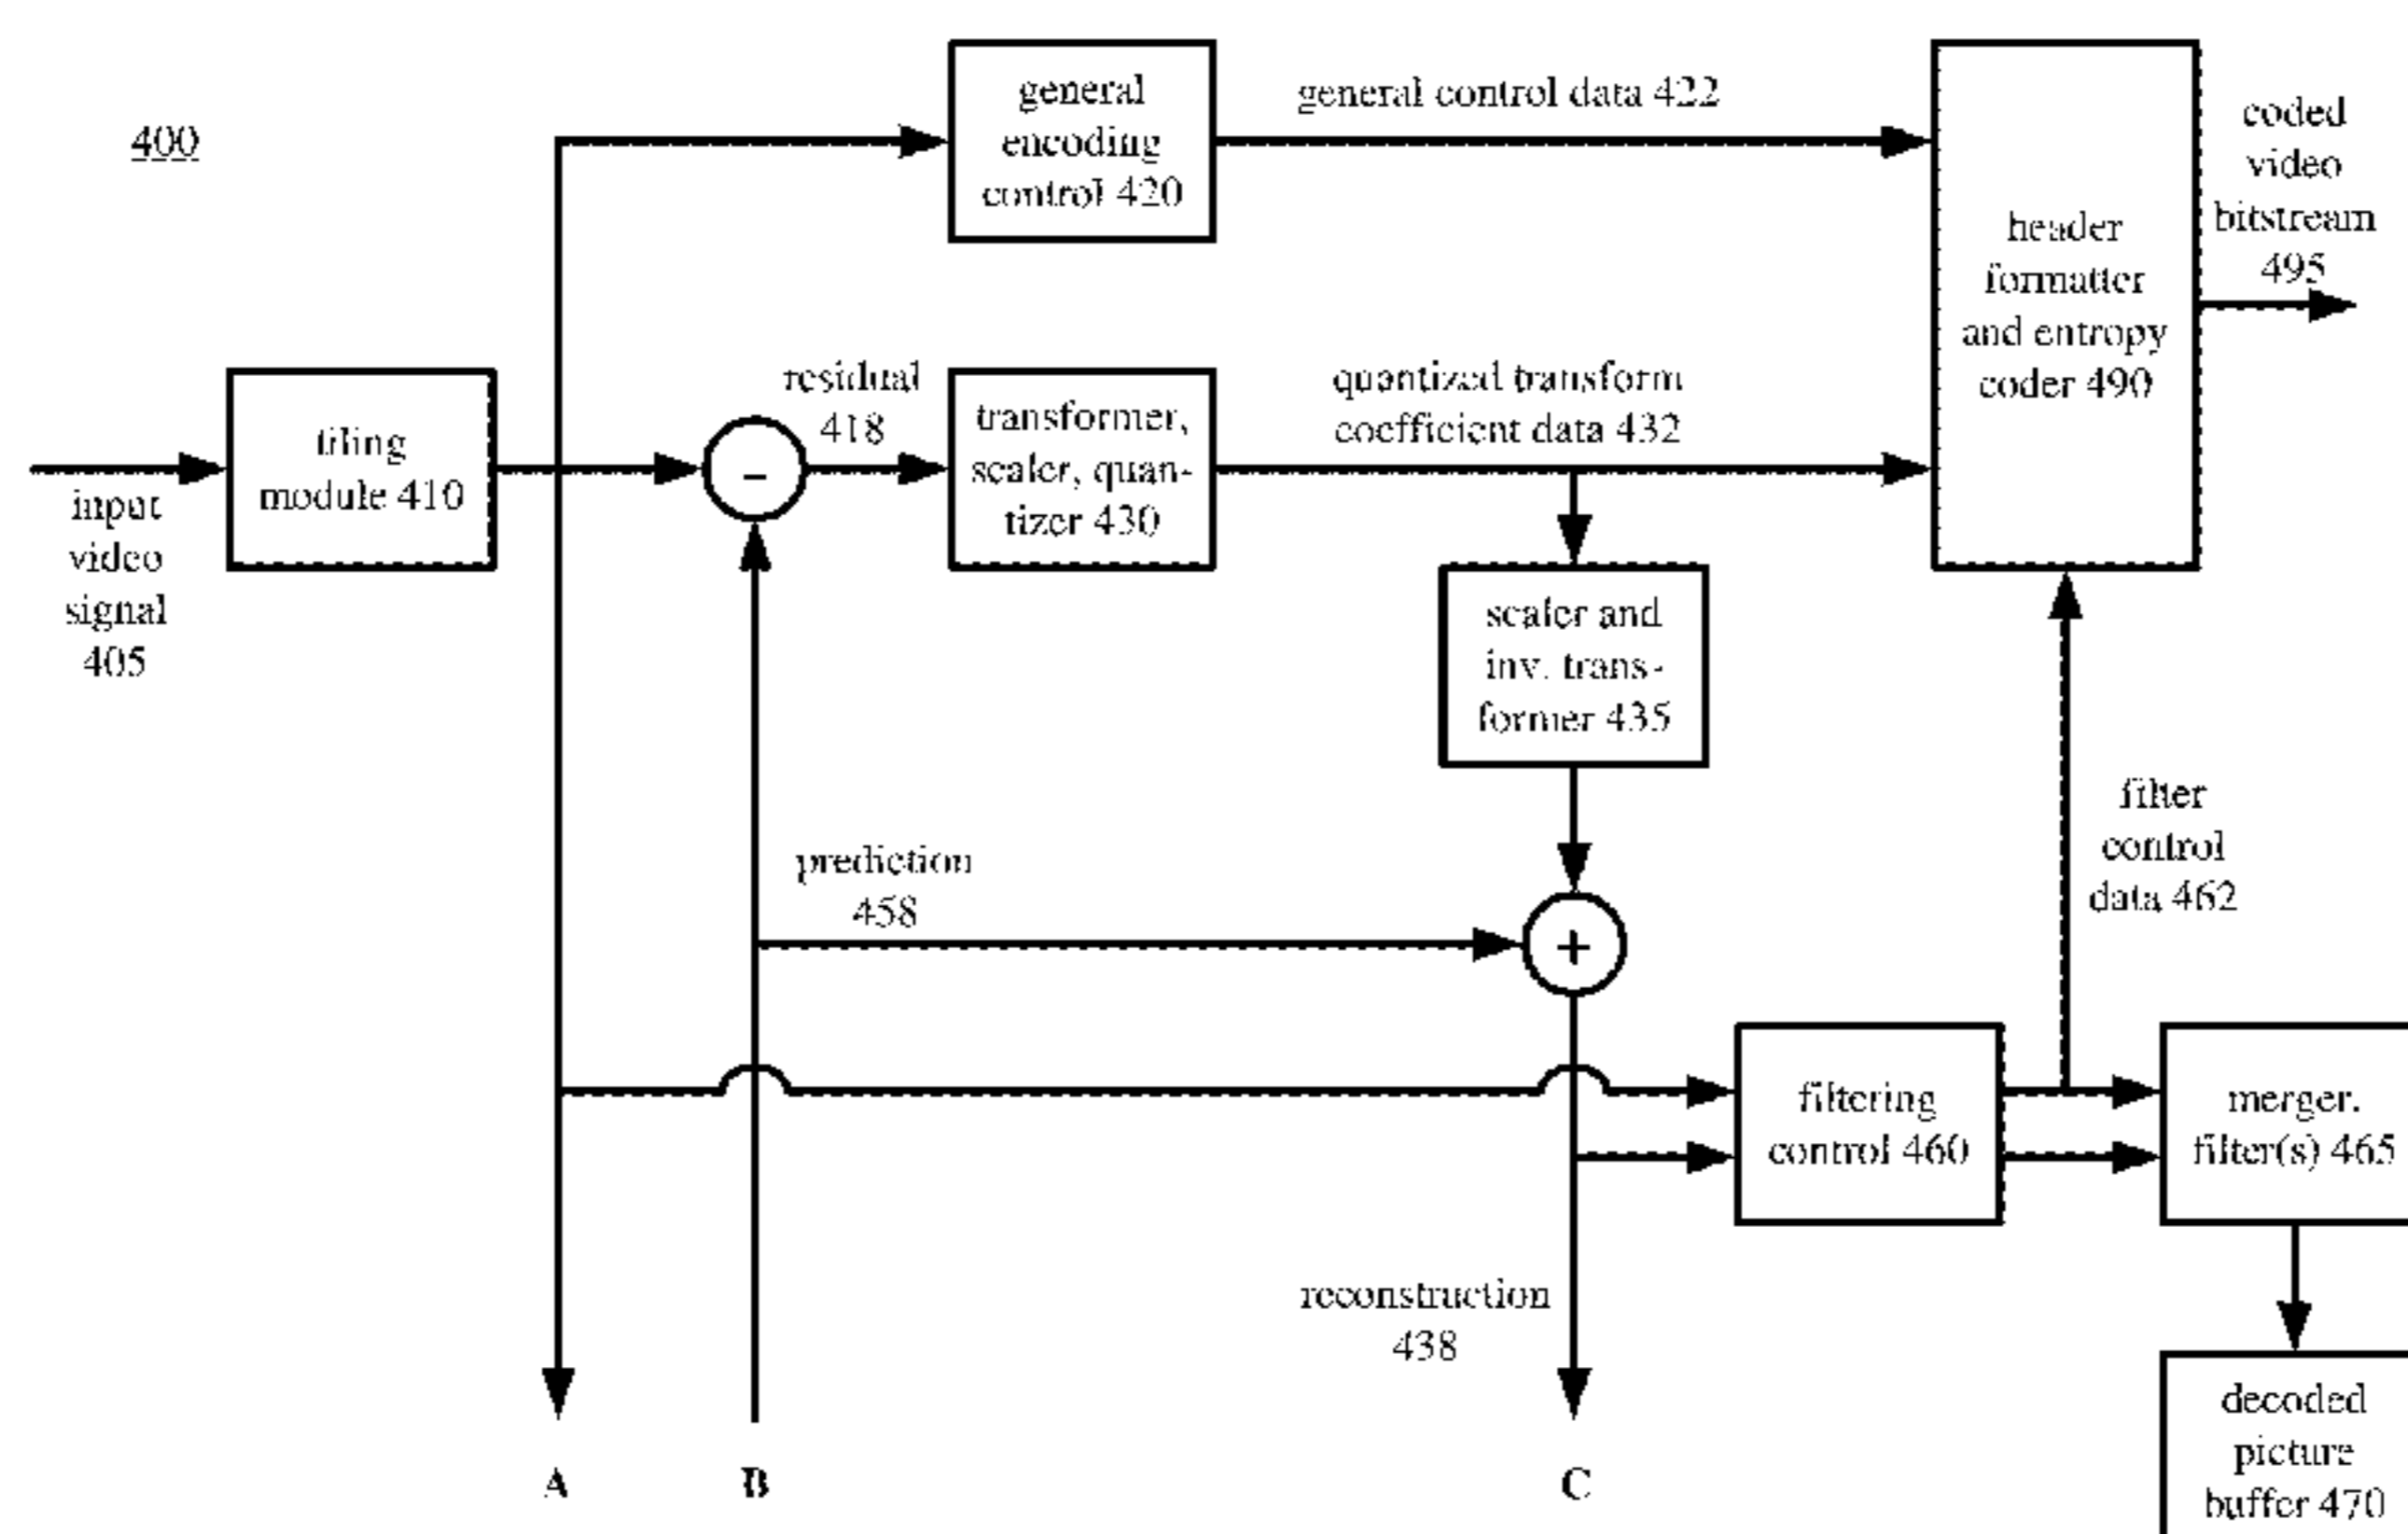 400
general
encoding
control 420
general control data 422
header
formatter
and entropy
coder 490
coded
video
bitstream
495
input
video
signal
405
tiling
module 410
-
residual
418
transformer,
scaler, quan-
tizer 430
quantized transform
coefficient data 432
scaler and
inv. trans-
former 435
prediction
458
+
filter
control
data 462
filtering
control 460
merger.
filter(s) 465
reconstruction
438
decoded
picture
buffer 470
A
B
C